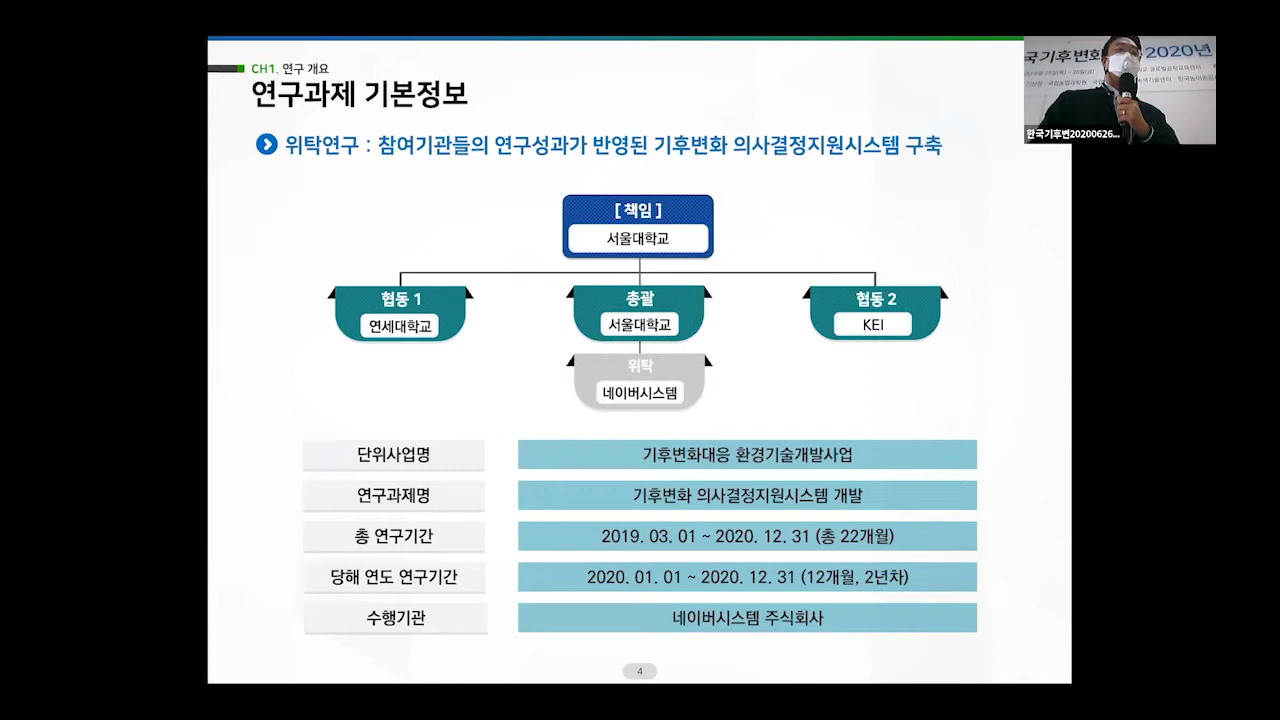 CH1. 연구 개요
연구과제 기본정보
위탁연구 : 참여기관들의 연구성과가 반영된 기후변화 의사결정지원시스템 구축
[ 책임 ]
서울대학교
협동 1
연세대학교
총괄
서울대학교
협동 2
KEI
위탁
네이버시스템
단위사업명 기후변화대응 환경기술개발사업
연구과제명 기후변화 의사결정지원시스템 개발
총 연구기간 2019. 03. 01 ~ 2020. 12. 31 (총 22개월)
당해 연도 연구기간 2020. 01. 01 ~ 2020. 12. 31 (12개월, 2년차)
수행기관 네이버시스템 주식회사
4
국기후변화 2020년
한국기후변20200626...